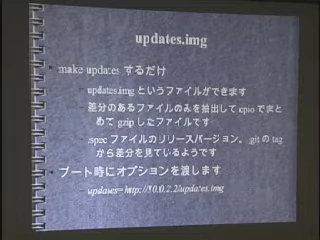 updates.img
make updates するだけ
updates.img というファイルができます
差分のあるファイルのみを抽出して cpio でまと
めて gzip したファイルです
.spec ファイルのリリースバージョン、.git の tag
から差分を見ているようです
ブート時にオプションを渡します
updates=http://10.0.2.2/updates.img